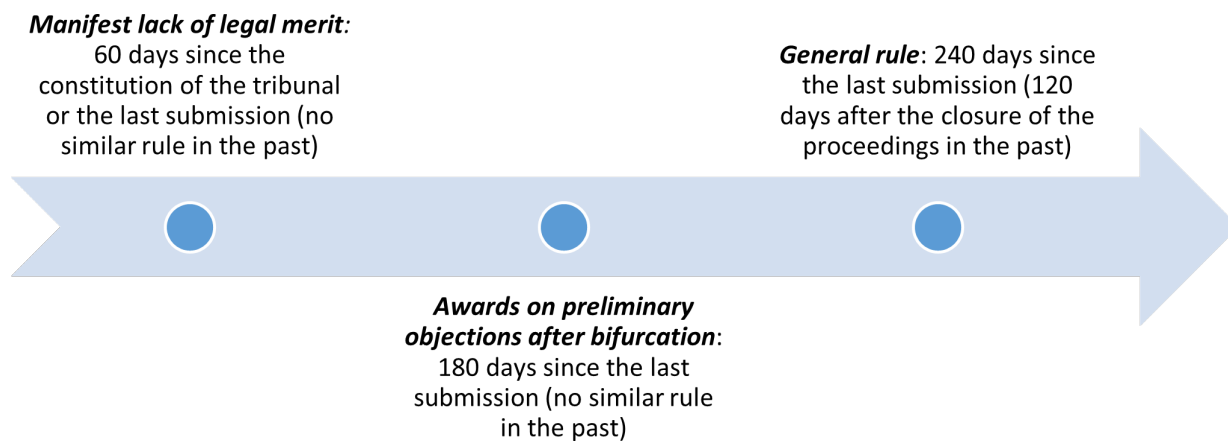 Manifest lack of legal merit:
60 days since the
constitution of the tribunal
or the last submission (no
similar rule in the past)
Awards on preliminary
objections after bifurcation:
180 days since the last
submission (no similar rule
in the past)
General rule: 240 days since
the last submission (120
days after the closure of the
proceedings in the past)